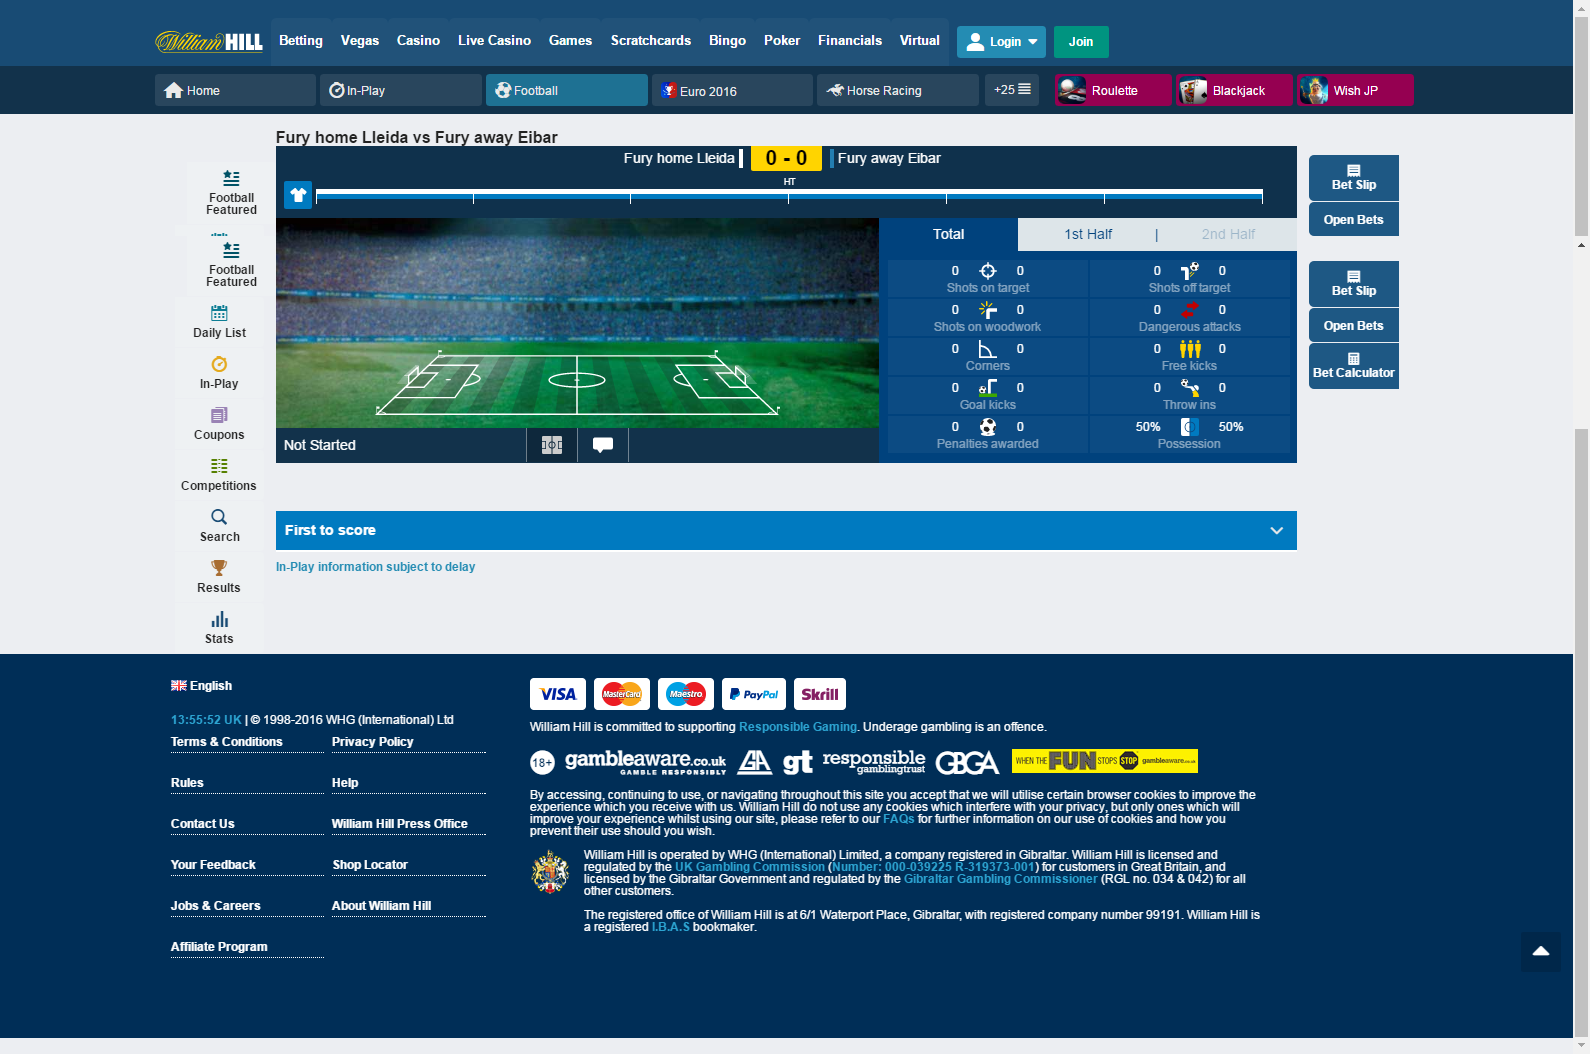 William HILL
Betting
Vegas
Casino
Live Casino
Games
Scratchcards
Bingo
Poker
Financials
Virtual
Login
Join
Home
In-Play
Football
Euro 2016
Horse Racing
+25
Roulette
Blackjack
Wish JP
Fury home Lleida vs Fury away Eibar
Fury home Lleida
0 - 0
Fury away Eibar
HT
Football
Featured
Football
Featured
Daily List
In-Play
Coupons
Competitions
Search
Results
Stats
Total
1st Half
|
2nd Half
0 0
Shots on target
0 0
Shots off target
0 0
Shots on woodwork
0 0
Dangerous attacks
0 0
Corners
0 0
Free kicks
0 0
Goal kicks
0 0
Throw ins
0 0
Penalties awarded
50% 50%
Possession
Not Started
Bet Slip
Open Bets
Bet Slip
Open Bets
Bet Calculator
First to score
In-Play information subject to delay
English
13:55:52 UK | © 1998-2016 WHG (International) Ltd
Terms & Conditions
Privacy Policy
Rules
Help
Contact Us
William Hill Press Office
Your Feedback
Shop Locator
Jobs & Careers
About William Hill
Affiliate Program
VISA
MasterCard
Maestro
PayPal
Skrill
William Hill is committed to supporting Responsible Gaming. Underage gambling is an offence.
18+
gambleaware.co.uk
GAMBLE RESPONSIBLY
GA
gt
responsible
gamblingtrust
GBGA
WHEN THE FUN STOPS STOP gambleaware.co.uk
By accessing, continuing to use, or navigating throughout this site you accept that we will utilise certain browser cookies to improve the
experience which you receive with us. William Hill do not use any cookies which interfere with your privacy, but only ones which will
improve your experience whilst using our site, please refer to our FAQs for further information on our use of cookies and how you
prevent their use should you wish.
William Hill is operated by WHG (International) Limited, a company registered in Gibraltar. William Hill is licensed and
regulated by the UK Gambling Commission (Number: 000-039225 R-319373-001) for customers in Great Britain, and
licensed by the Gibraltar Government and regulated by the Gibraltar Gambling Commissioner (RGL no. 034 & 042) for all
other customers.
The registered office of William Hill is at 6/1 Waterport Place, Gibraltar, with registered company number 99191. William Hill is
a registered I.B.A.S bookmaker.